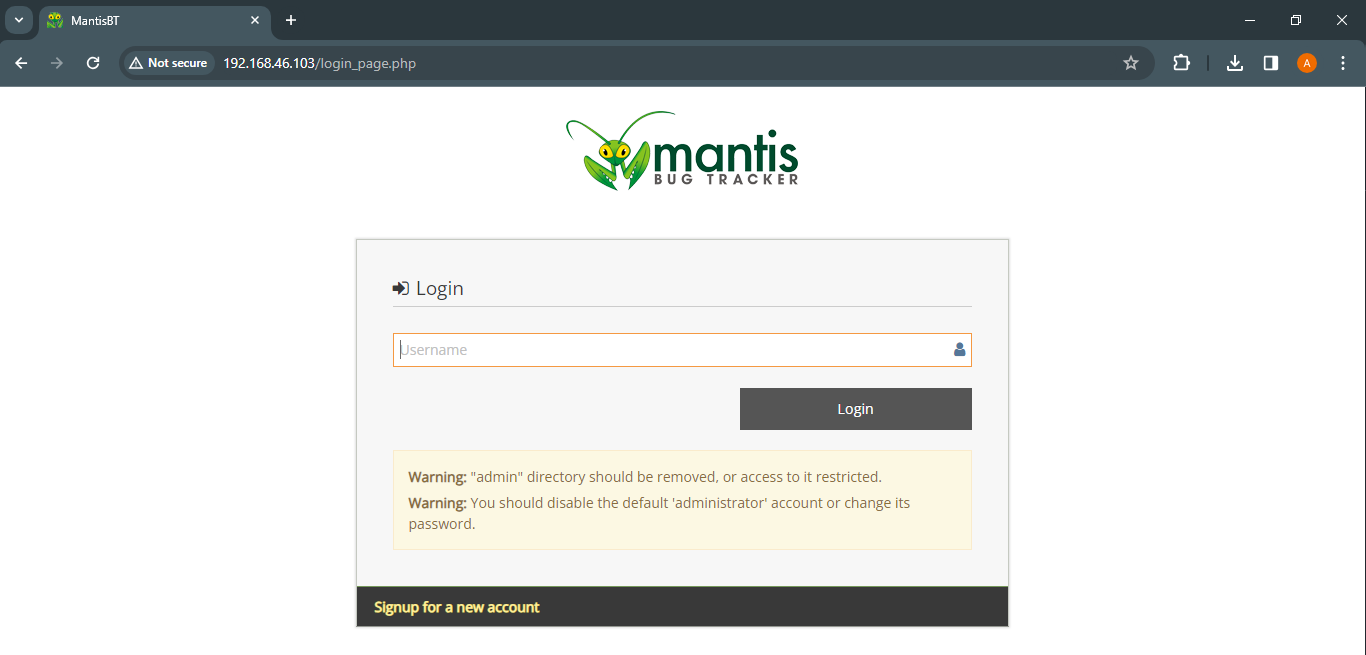 MantisBT
Not secure 192.168.46.103/login_page.php
A
mantis
BUG TRACKER
Login
Username
Login
Warning: "admin" directory should be removed, or access to it restricted.
Warning: You should disable the default 'administrator' account or change its
password.
Signup for a new account